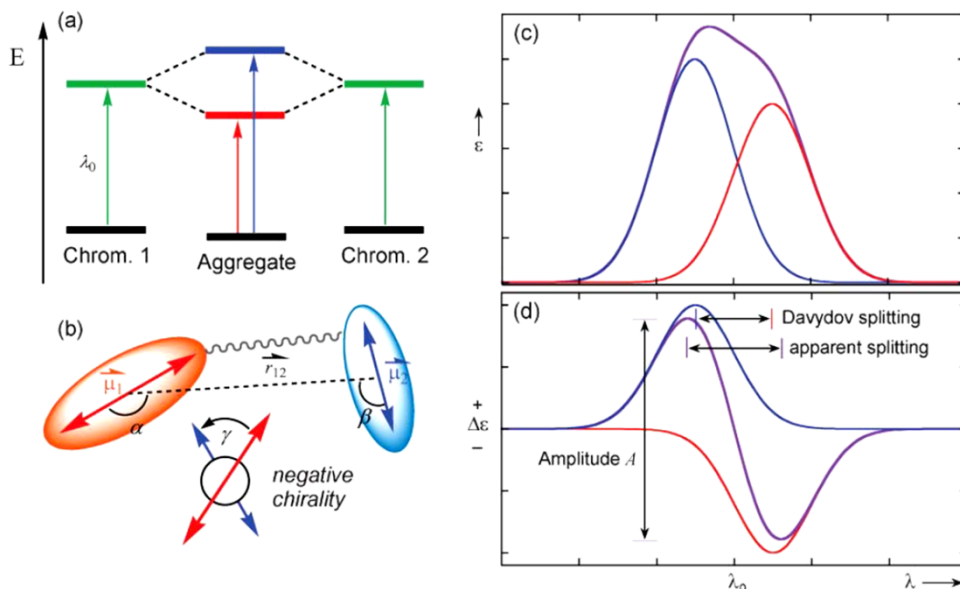 (a)
E
λ0
Chrom. 1
Aggregate
Chrom. 2
(b)
μ1
r12
μ2
α
β
γ
negative
chirality
(c)
ε
(d)
Davydov splitting
apparent splitting
+
Δε
−
Amplitude A
λ0
λ